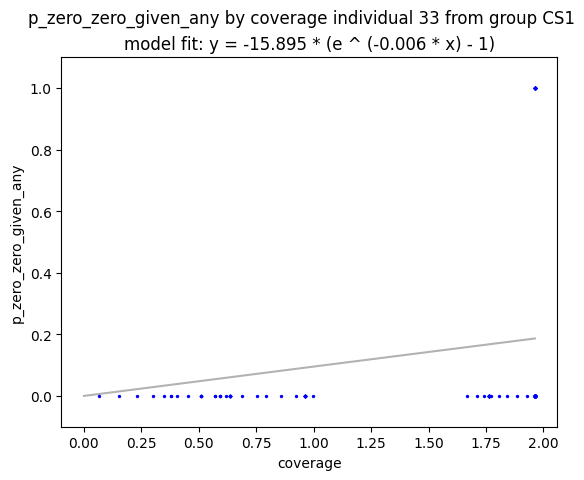 p_zero_zero_given_any by coverage individual 33 from group CS1
model fit: y = -15.895 * (e ^ (-0.006 * x) - 1)
1.0
0.8
0.6
0.4
0.2
0.0
p_zero_zero_given_any
0.00 0.25 0.50 0.75 1.00 1.25 1.50 1.75 2.00
coverage